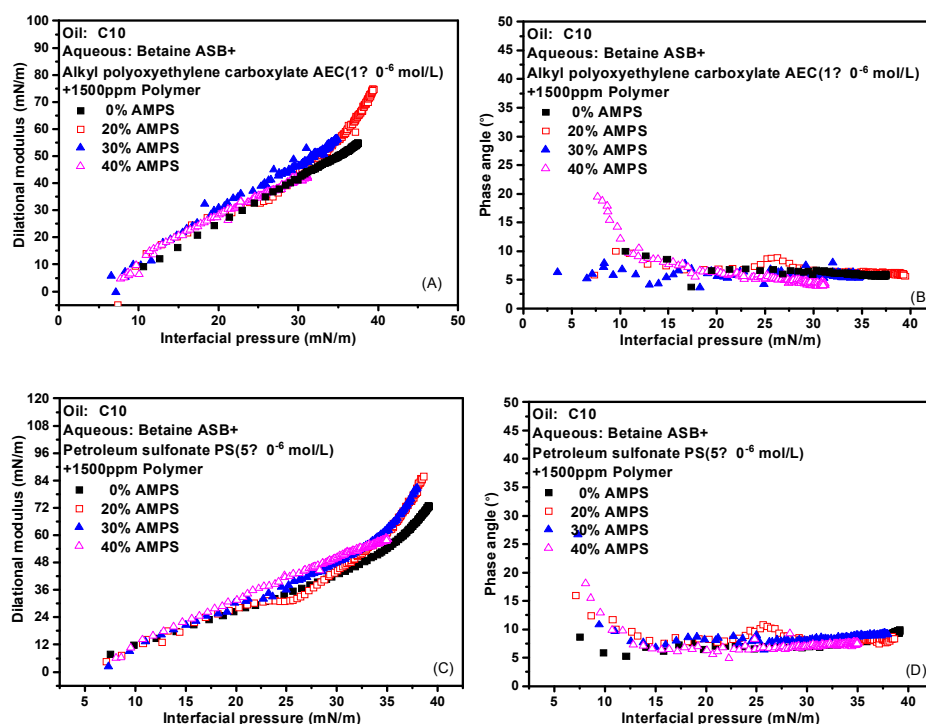 Oil: C10
Aqueous: Betaine ASB+
Alkyl polyoxyethylene carboxylate AEC(1? 0⁻⁶ mol/L)
+1500ppm Polymer
0% AMPS
20% AMPS
30% AMPS
40% AMPS
(A)
Dilational modulus (mN/m)
100
90
80
70
60
50
40
30
20
10
0
0 10 20 30 40 50
Interfacial pressure (mN/m)
Oil: C10
Aqueous: Betaine ASB+
Alkyl polyoxyethylene carboxylate AEC(1? 0⁻⁶ mol/L)
+1500ppm Polymer
0% AMPS
20% AMPS
30% AMPS
40% AMPS
(B)
Phase angle (°)
50
45
40
35
30
25
20
15
10
5
0
0 5 10 15 20 25 30 35 40
Interfacial pressure (mN/m)
Oil: C10
Aqueous: Betaine ASB+
Petroleum sulfonate PS(5? 0⁻⁶ mol/L)
+1500ppm Polymer
0% AMPS
20% AMPS
30% AMPS
40% AMPS
(C)
Dilational modulus (mN/m)
120
108
96
84
72
60
48
36
24
12
0
5 10 15 20 25 30 35 40
Interfacial pressure (mN/m)
Oil: C10
Aqueous: Betaine ASB+
Petroleum sulfonate PS(5? 0⁻⁶ mol/L)
+1500ppm Polymer
0% AMPS
20% AMPS
30% AMPS
40% AMPS
(D)
Phase angle (°)
50
45
40
35
30
25
20
15
10
5
0
5 10 15 20 25 30 35 40
Interfacial pressure (mN/m)